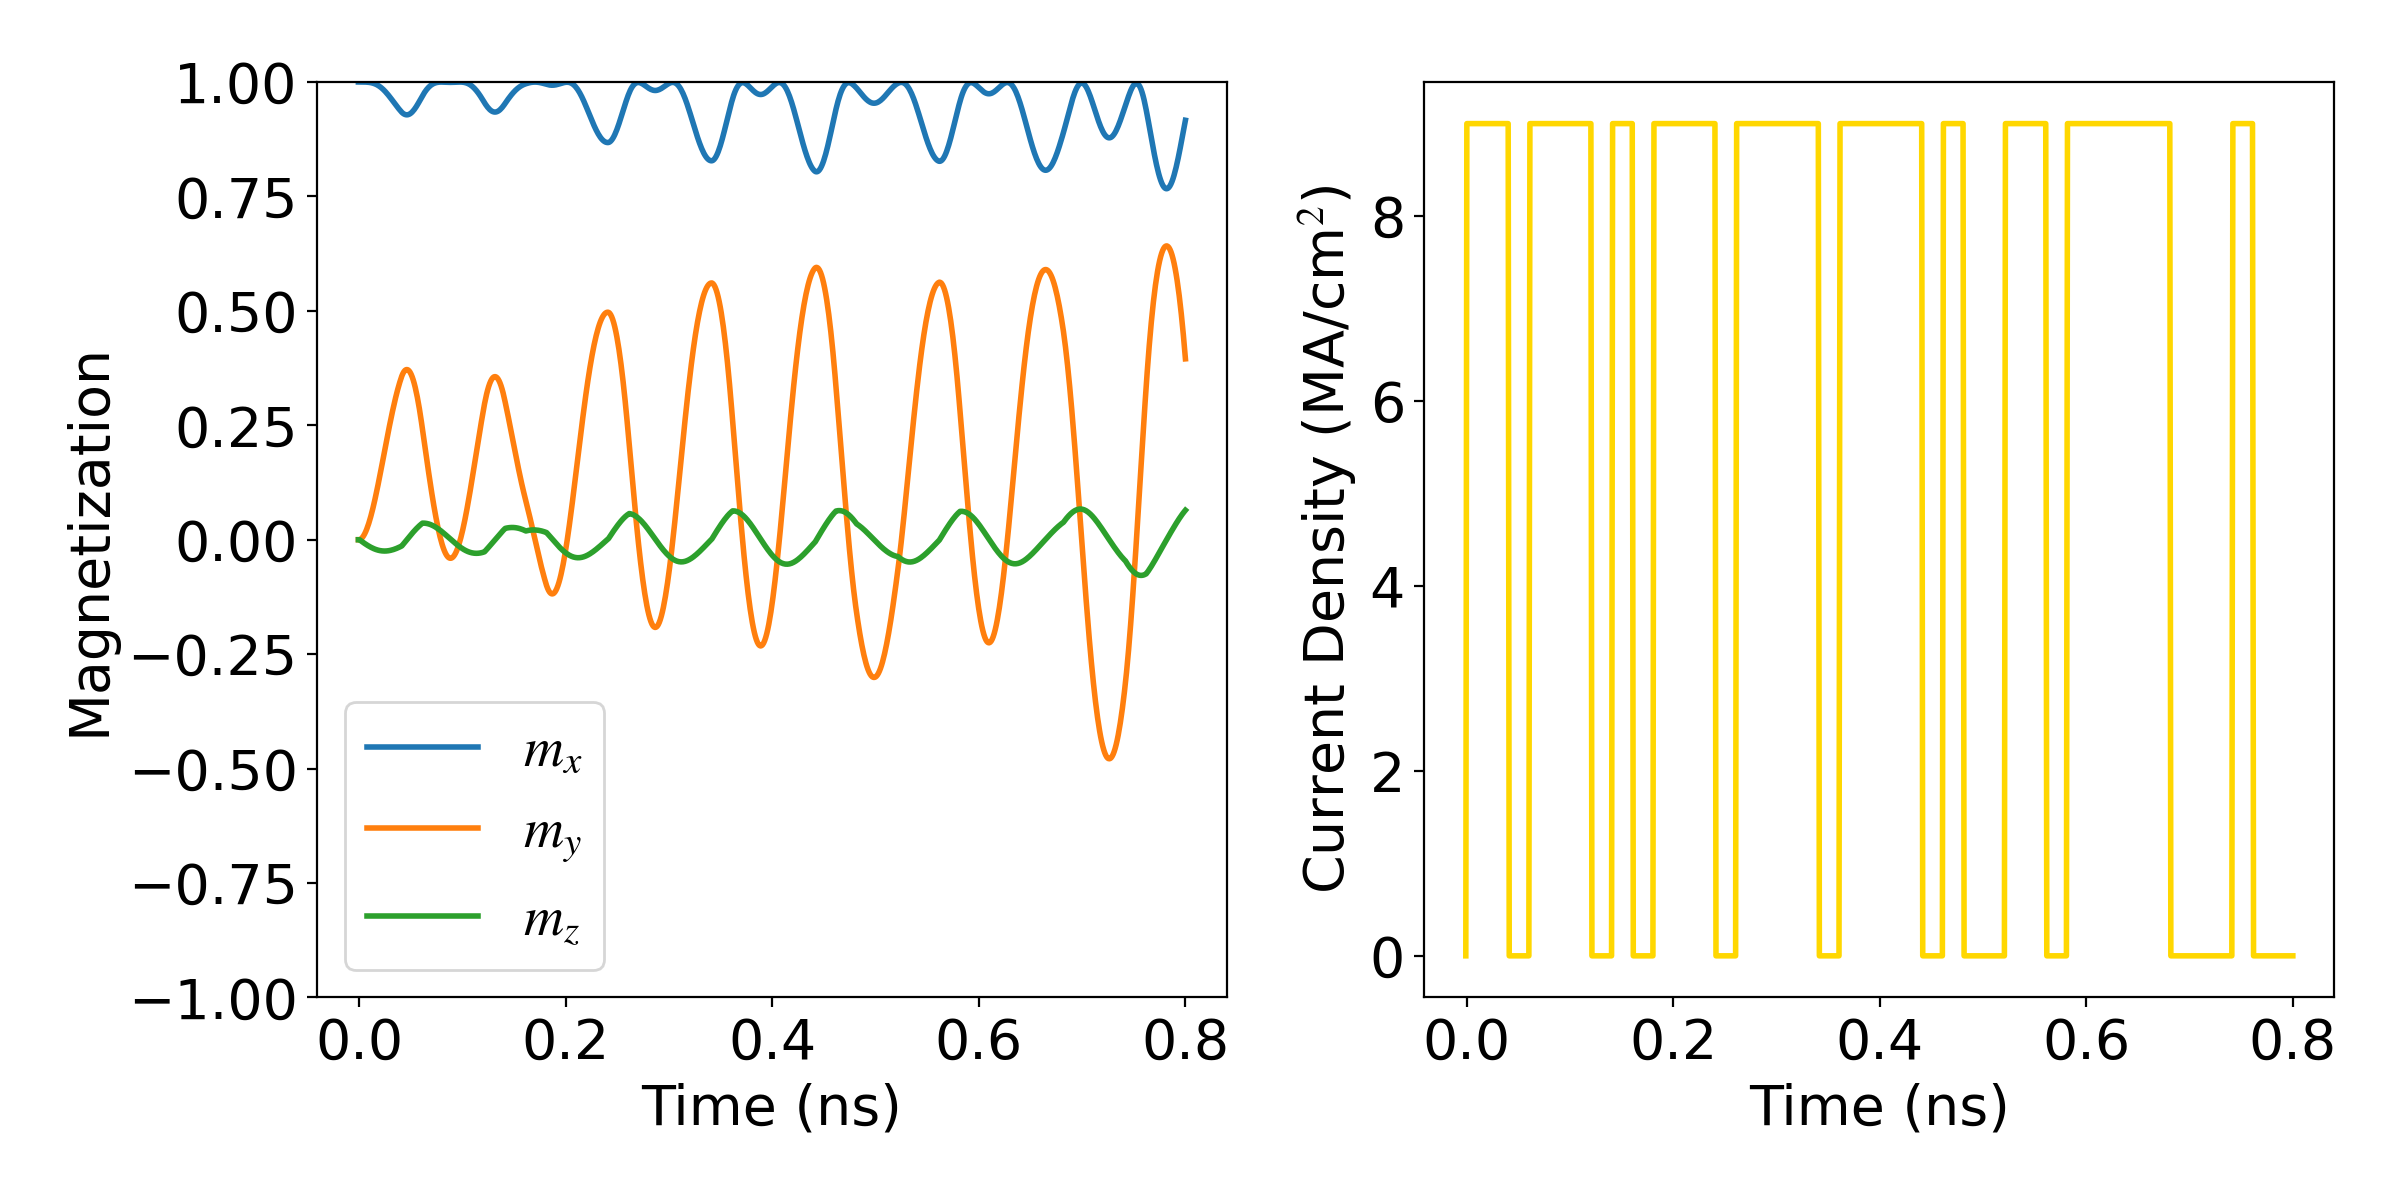 1.00
0.75
0.50
0.25
0.00
−0.25
−0.50
−0.75
−1.00
Magnetization
m_x
m_y
m_z
0.0 0.2 0.4 0.6 0.8
Time (ns)
8
6
4
2
0
Current Density (MA/cm²)
0.0 0.2 0.4 0.6 0.8
Time (ns)